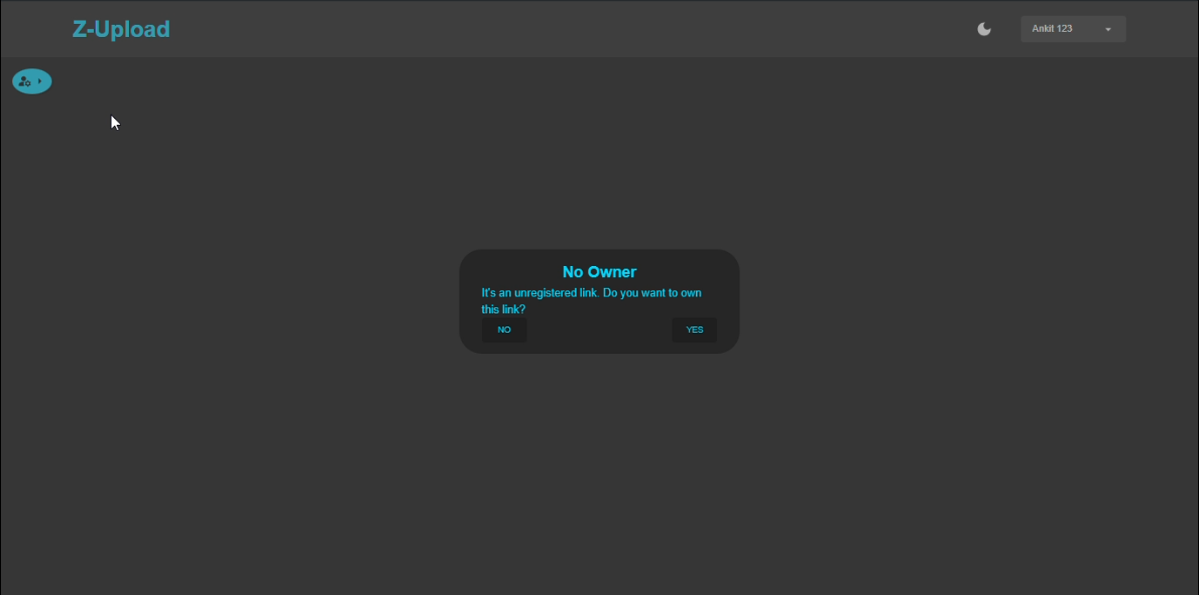 Z-Upload
Ankit 123
No Owner
It's an unregistered link. Do you want to own
this link?
NO
YES